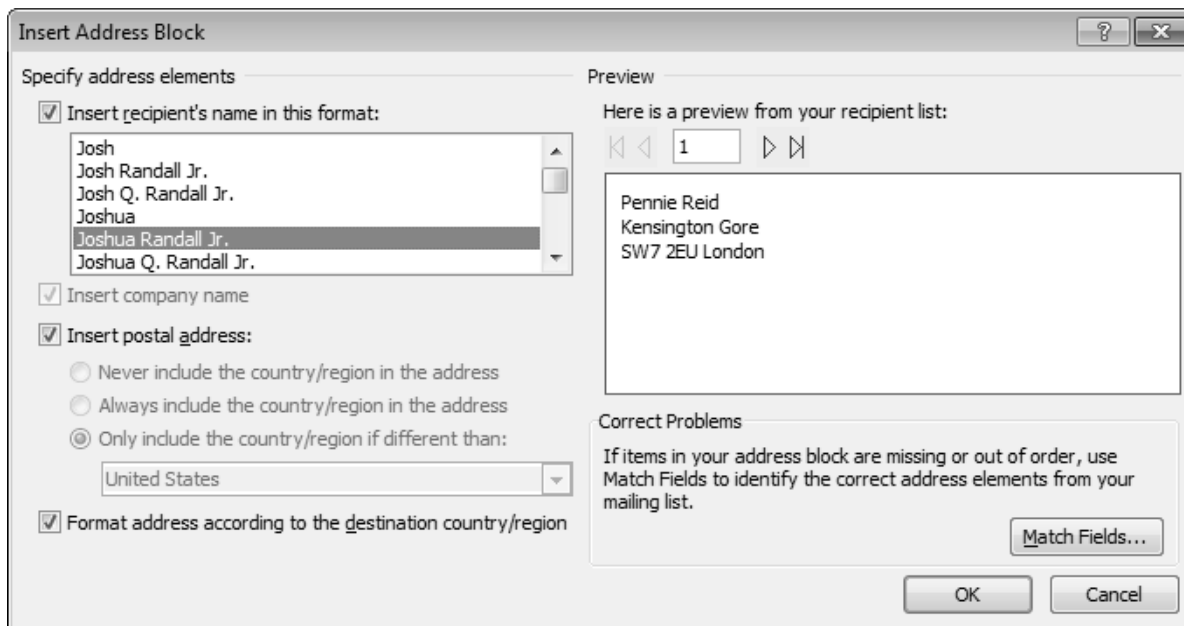 Insert Address Block
Specify address elements
Insert recipient's name in this format:
Josh
Josh Randall Jr.
Josh Q. Randall Jr.
Joshua
Joshua Randall Jr.
Joshua Q. Randall Jr.
Insert company name
Insert postal address:
Never include the country/region in the address
Always include the country/region in the address
Only include the country/region if different than:
United States
Format address according to the destination country/region
Preview
Here is a preview from your recipient list:
1
Pennie Reid
Kensington Gore
SW7 2EU London
Correct Problems
If items in your address block are missing or out of order, use
Match Fields to identify the correct address elements from your
mailing list.
Match Fields...
OK
Cancel